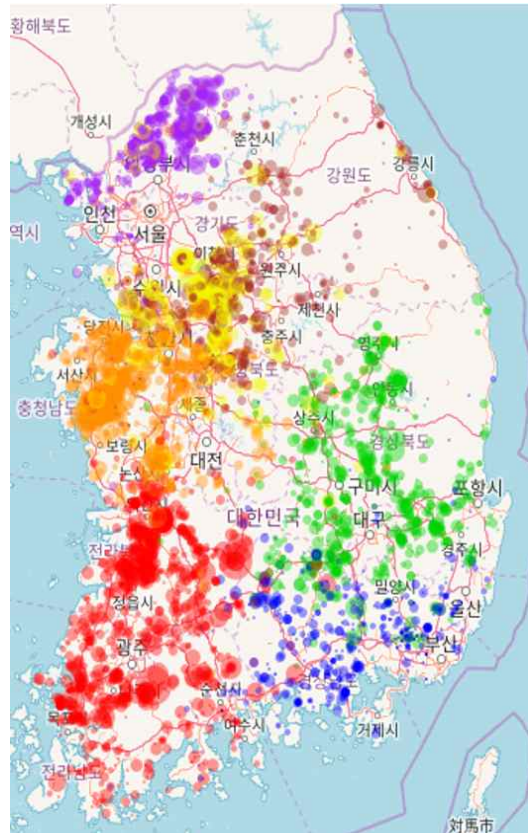 황해북도
개성시
춘천시
강릉시
강원도
인천
서울
경기도
역시
원주시
제천시
충주시
당진시
서산시
영주시
안동시
충청남도
상주시
경상북도
보령시
대전
구미시
포항시
대한민국
대구
경주시
정읍시
밀양시
울산
광주
부산
순천시
여수시
거제시
전라남도
対馬市